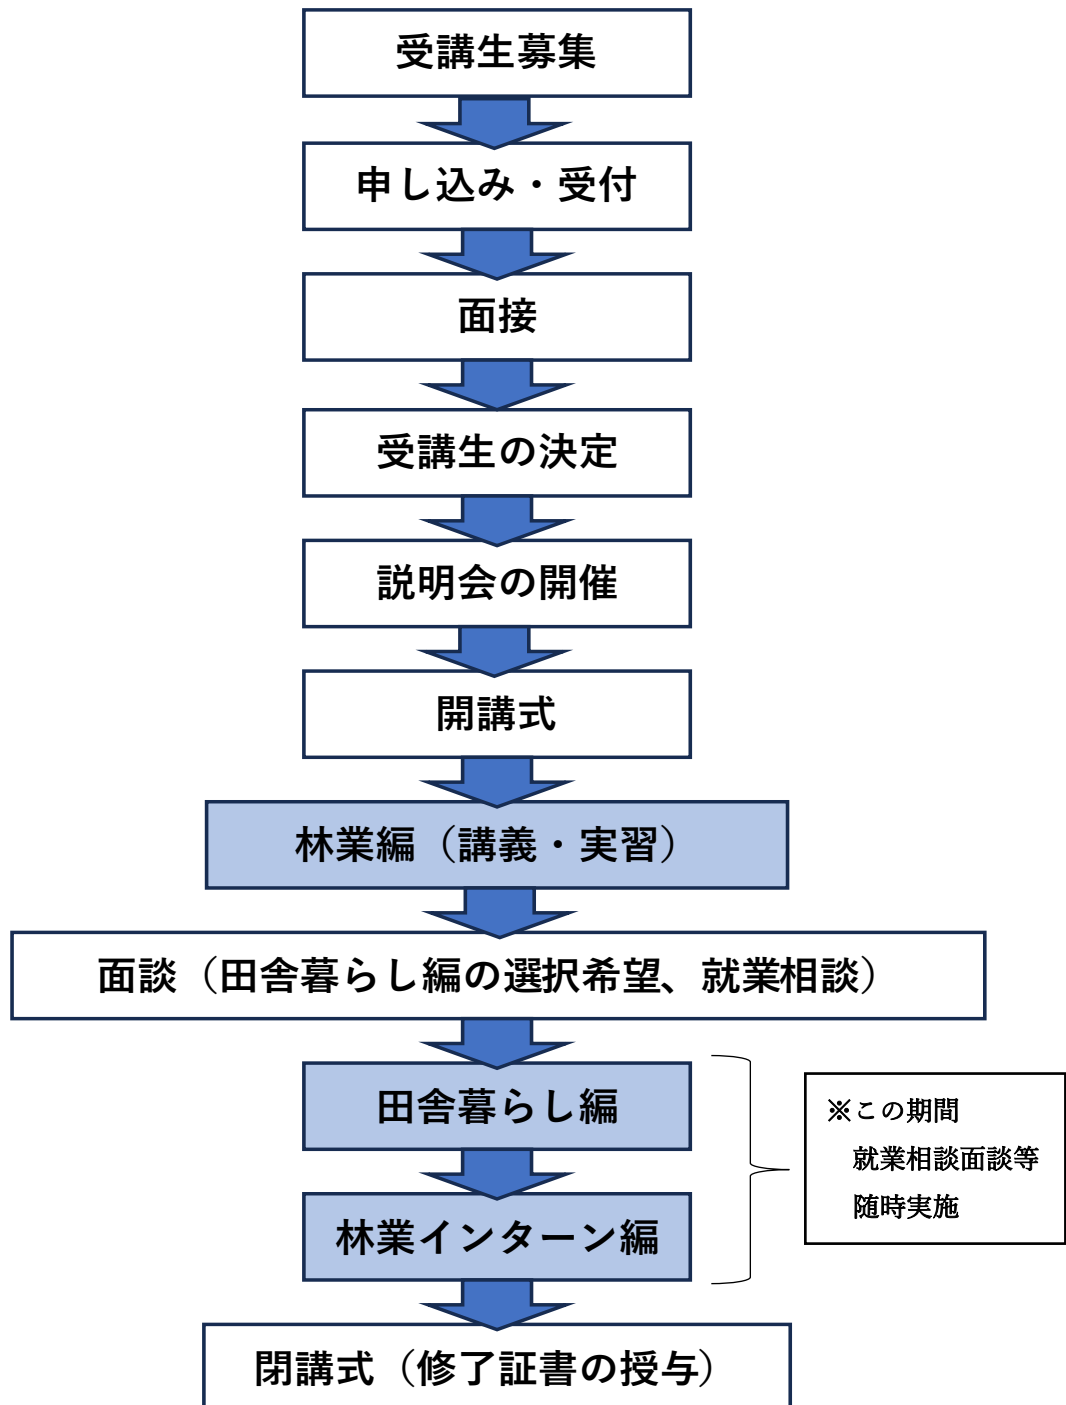 受講生募集
申し込み・受付
面接
受講生の決定
説明会の開催
開講式
林業編（講義・実習）
面談（田舎暮らし編の選択希望、就業相談）
田舎暮らし編
※この期間
就業相談面談等
随時実施
林業インターン編
閉講式（修了証書の授与）